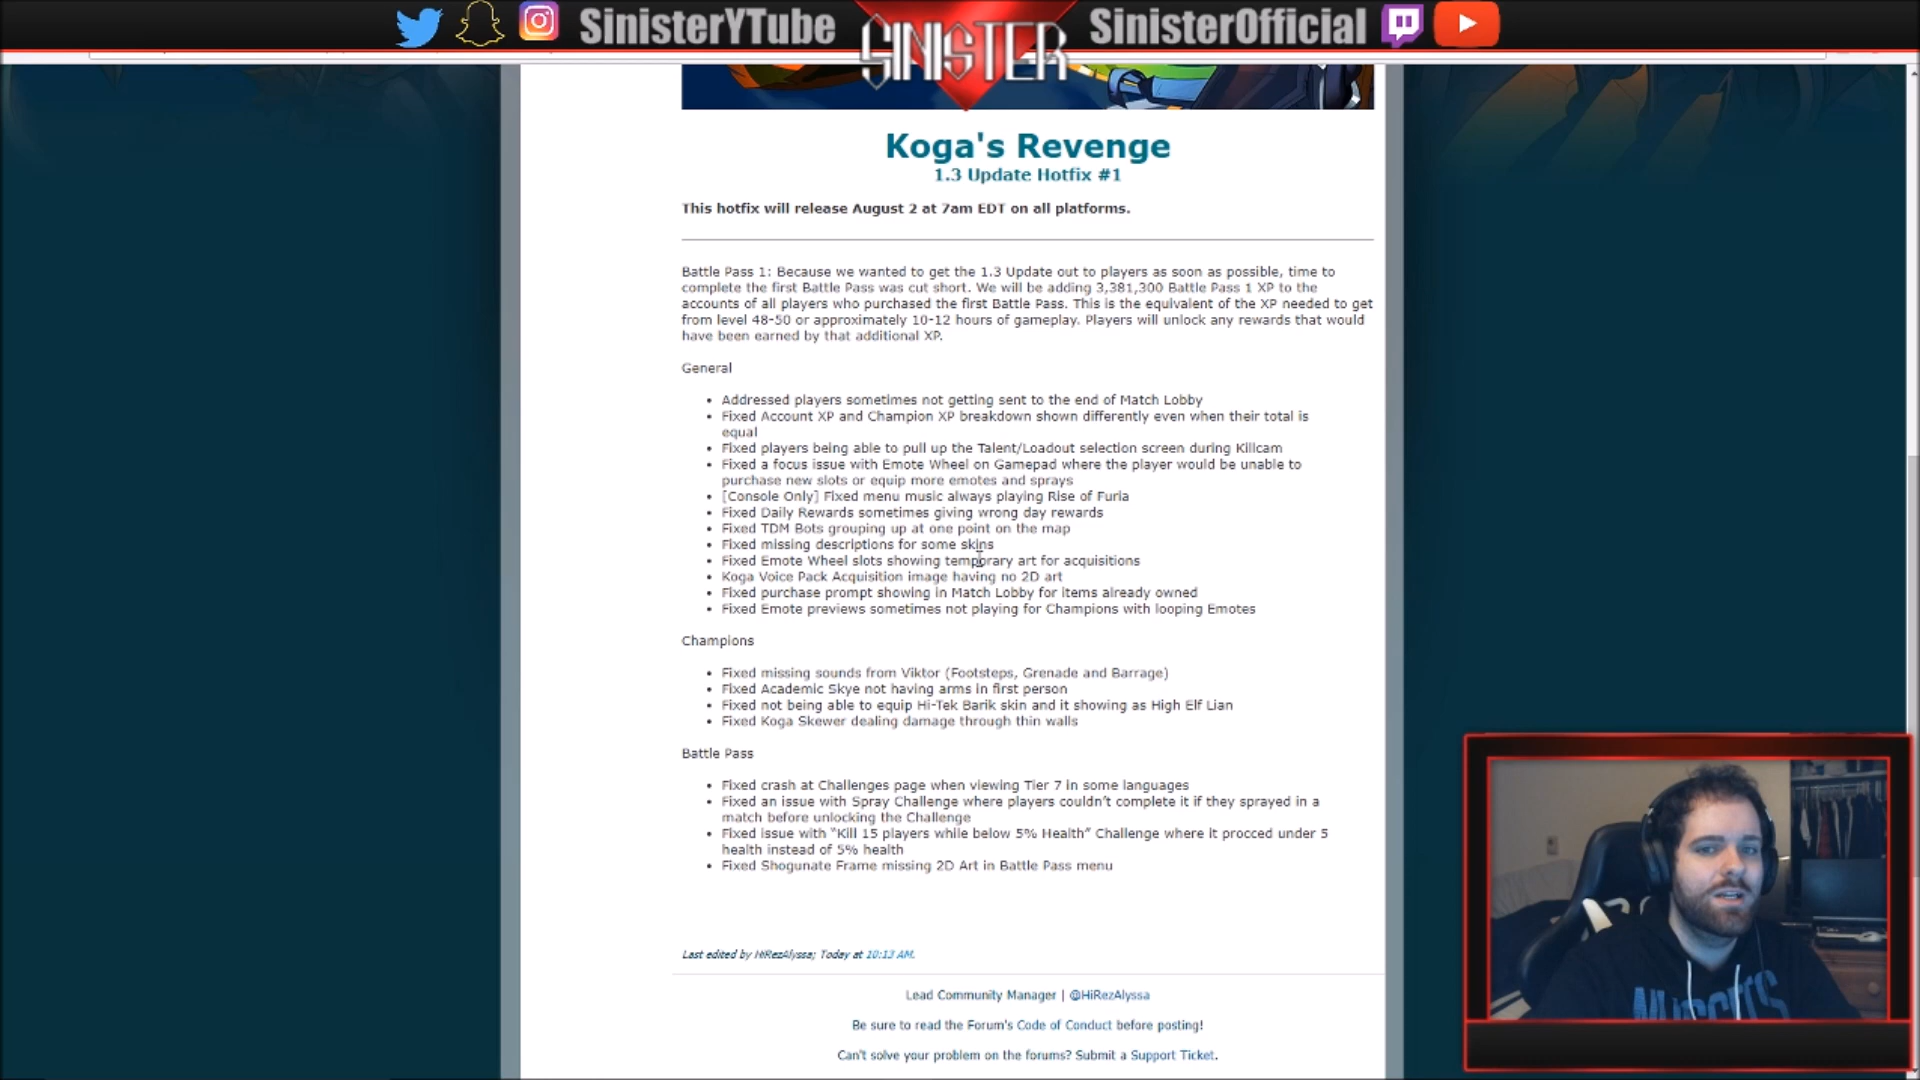 SinisterYTube
SINISTER
SinisterOfficial
Koga's Revenge
1.3 Update Hotfix #1
This hotfix will release August 2 at 7am EDT on all platforms.
Battle Pass 1: Because we wanted to get the 1.3 Update out to players as soon as possible, time to
complete the first Battle Pass was cut short. We will be adding 3,381,300 Battle Pass 1 XP to the
accounts of all players who purchased the first Battle Pass. This is the equivalent of the XP needed to get
from level 48-50 or approximately 10-12 hours of gameplay. Players will unlock any rewards that would
have been earned by that additional XP.
General
• Addressed players sometimes not getting sent to the end of Match Lobby
• Fixed Account XP and Champion XP breakdown shown differently even when their total is
equal
• Fixed players being able to pull up the Talent/Loadout selection screen during Killcam
• Fixed a focus issue with Emote Wheel on Gamepad where the player would be unable to
purchase new slots or equip more emotes and sprays
• [Console Only] Fixed menu music always playing Rise of Furia
• Fixed Daily Rewards sometimes giving wrong day rewards
• Fixed TDM Bots grouping up at one point on the map
• Fixed missing descriptions for some skins
• Fixed Emote Wheel slots showing temporary art for acquisitions
• Koga Voice Pack Acquisition image having no 2D art
• Fixed purchase prompt showing in Match Lobby for items already owned
• Fixed Emote previews sometimes not playing for Champions with looping Emotes
Champions
• Fixed missing sounds from Viktor (Footsteps, Grenade and Barrage)
• Fixed Academic Skye not having arms in first person
• Fixed not being able to equip Hi-Tek Barik skin and it showing as High Elf Lian
• Fixed Koga Skewer dealing damage through thin walls
Battle Pass
• Fixed crash at Challenges page when viewing Tier 7 in some languages
• Fixed an issue with Spray Challenge where players couldn't complete it if they sprayed in a
match before unlocking the Challenge
• Fixed issue with "Kill 15 players while below 5% Health" Challenge where it procced under 5
health instead of 5% health
• Fixed Shogunate Frame missing 2D Art in Battle Pass menu
Last edited by HiRezAlyssa; Today at 10:13 AM.
Lead Community Manager | @HiRezAlyssa
Be sure to read the Forum's Code of Conduct before posting!
Can't solve your problem on the forums? Submit a Support Ticket.
NUGGETS